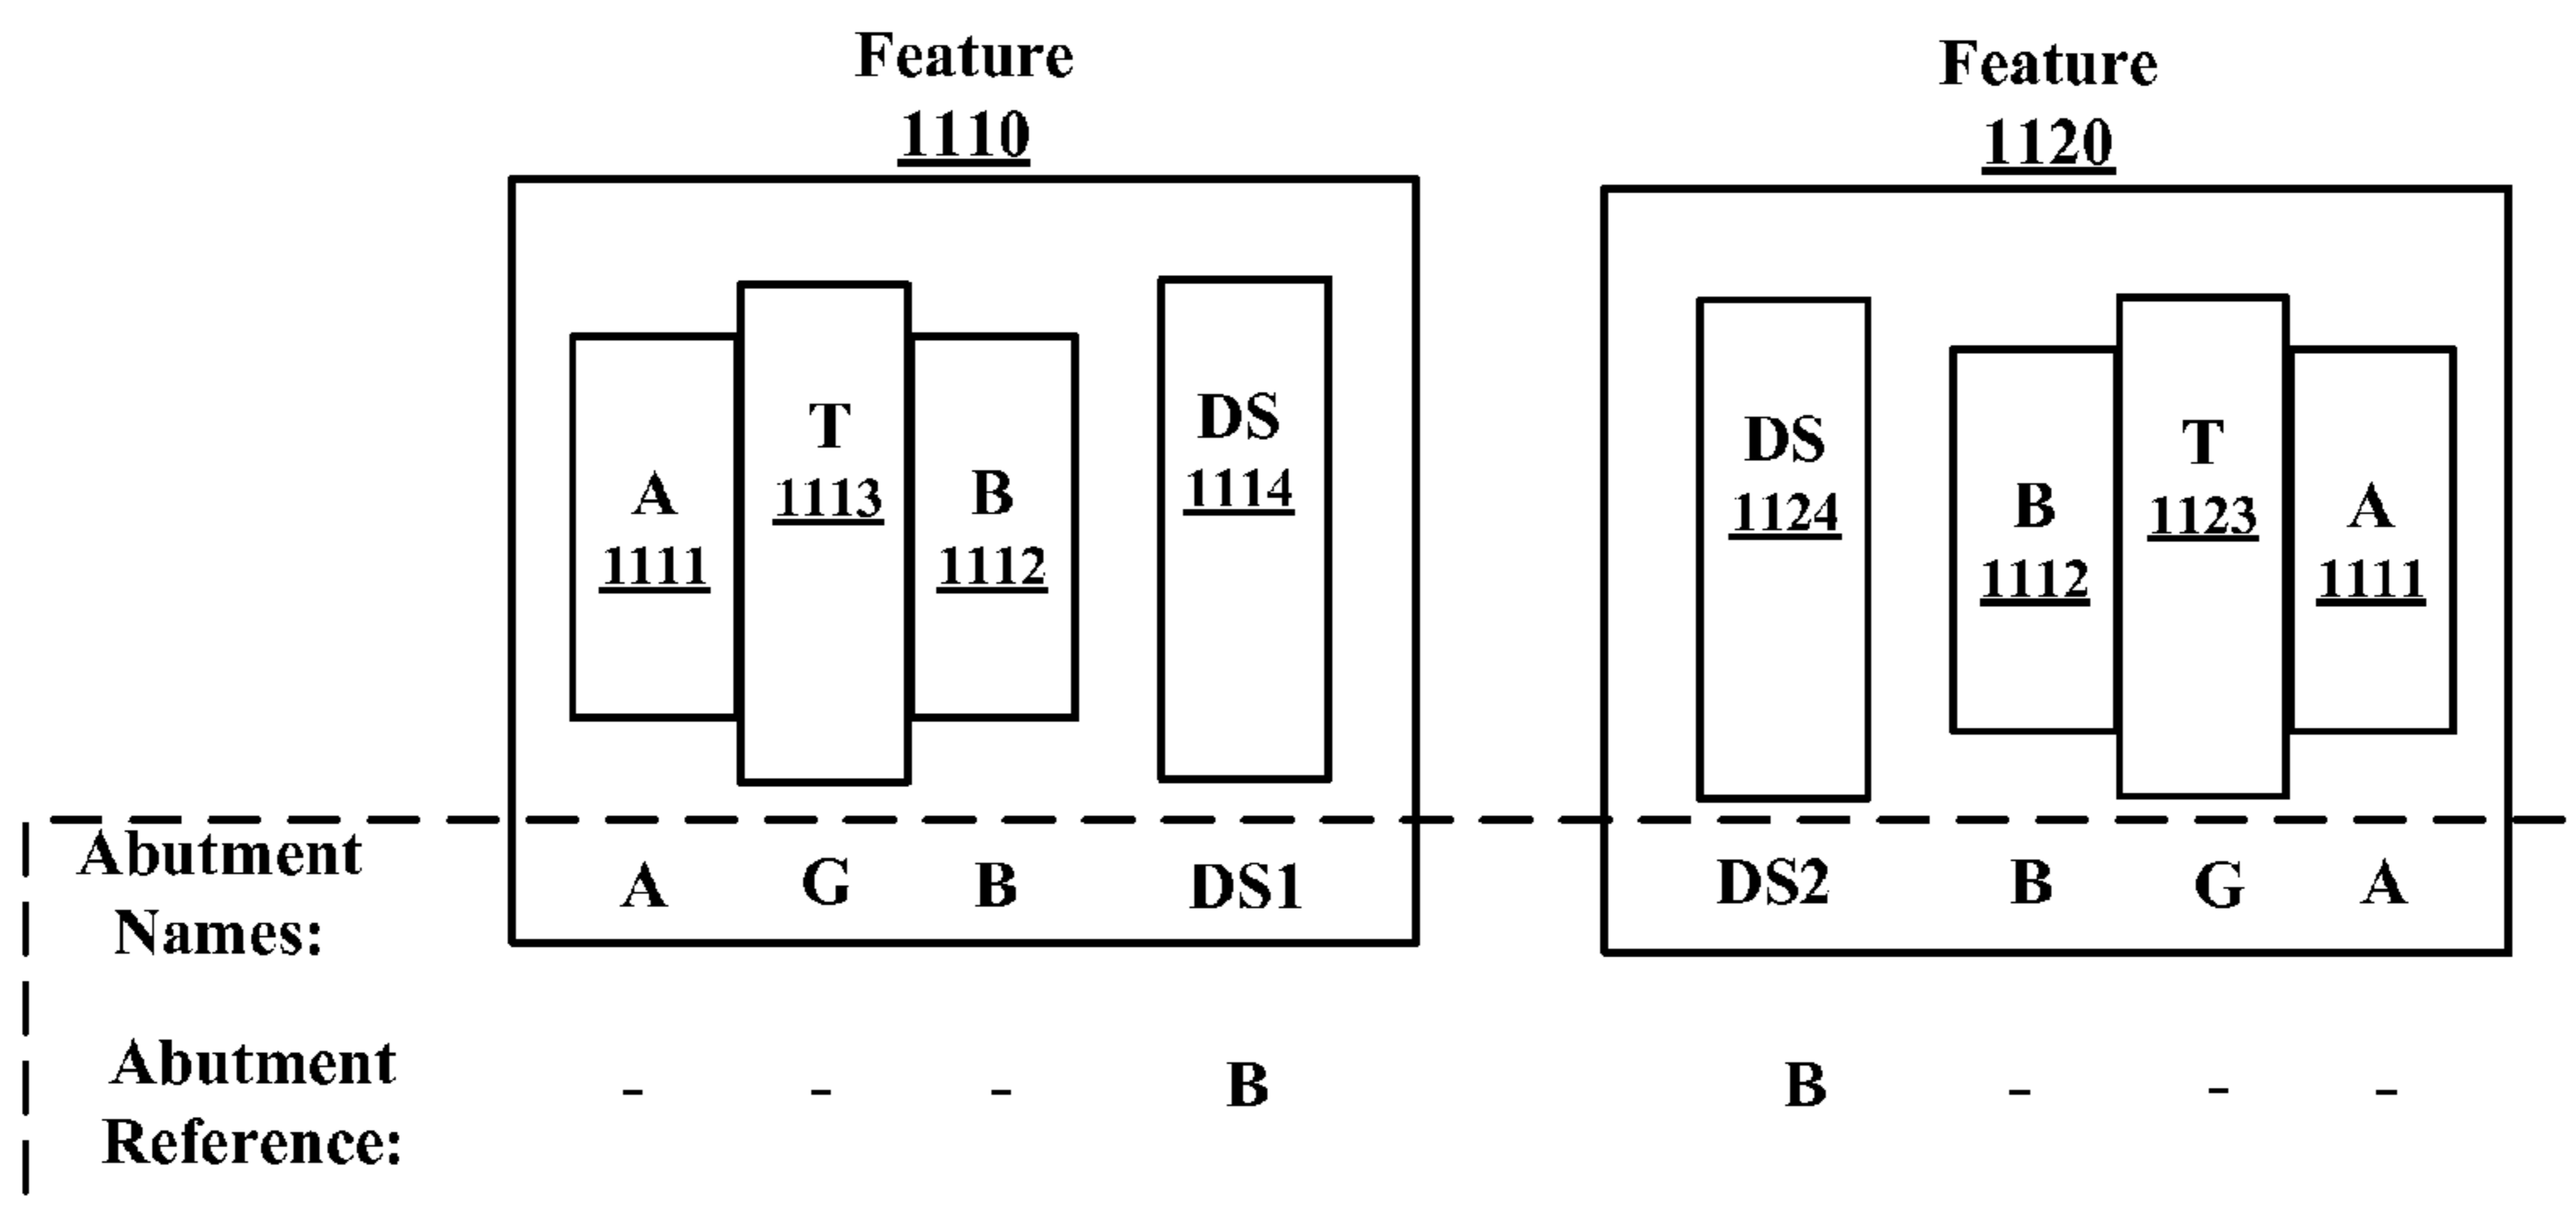 Feature
1110
Feature
1120
A
1111
T
1113
B
1112
DS
1114
DS
1124
B
1112
T
1123
A
1111
Abutment
Names:
A G B DS1 DS2 B G A
Abutment
Reference:
- - - B B - - -